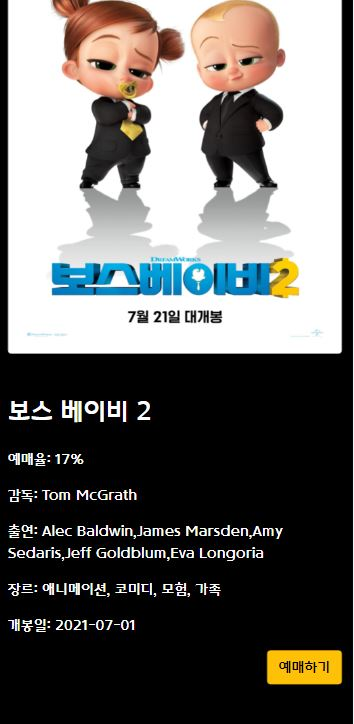 DREAMWORKS
보스베이비2
7월 21일 대개봉
보스 베이비 2
예매율: 17%
감독: Tom McGrath
출연: Alec Baldwin,James Marsden,Amy
Sedaris,Jeff Goldblum,Eva Longoria
장르: 애니메이션, 코미디, 모험, 가족
개봉일: 2021-07-01
예매하기